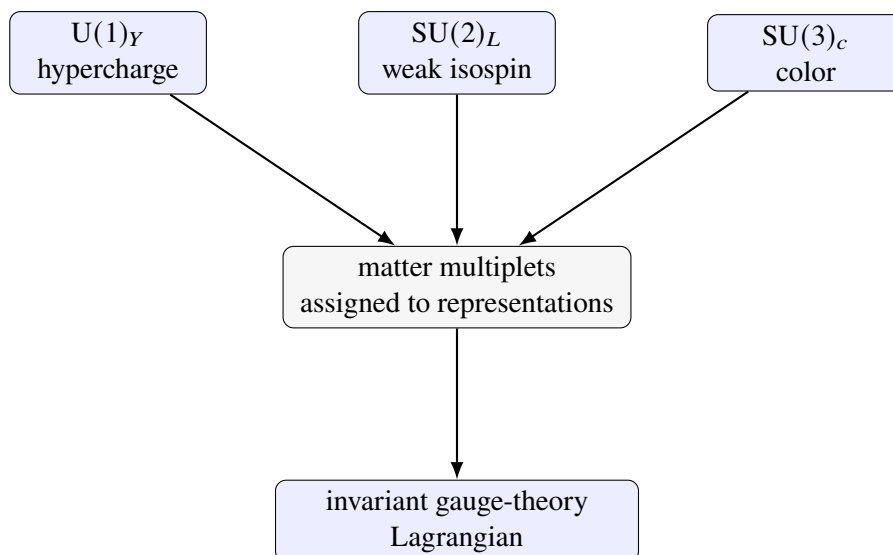 U(1)_Y
hypercharge
SU(2)_L
weak isospin
SU(3)_c
color
matter multiplets
assigned to representations
invariant gauge-theory
Lagrangian